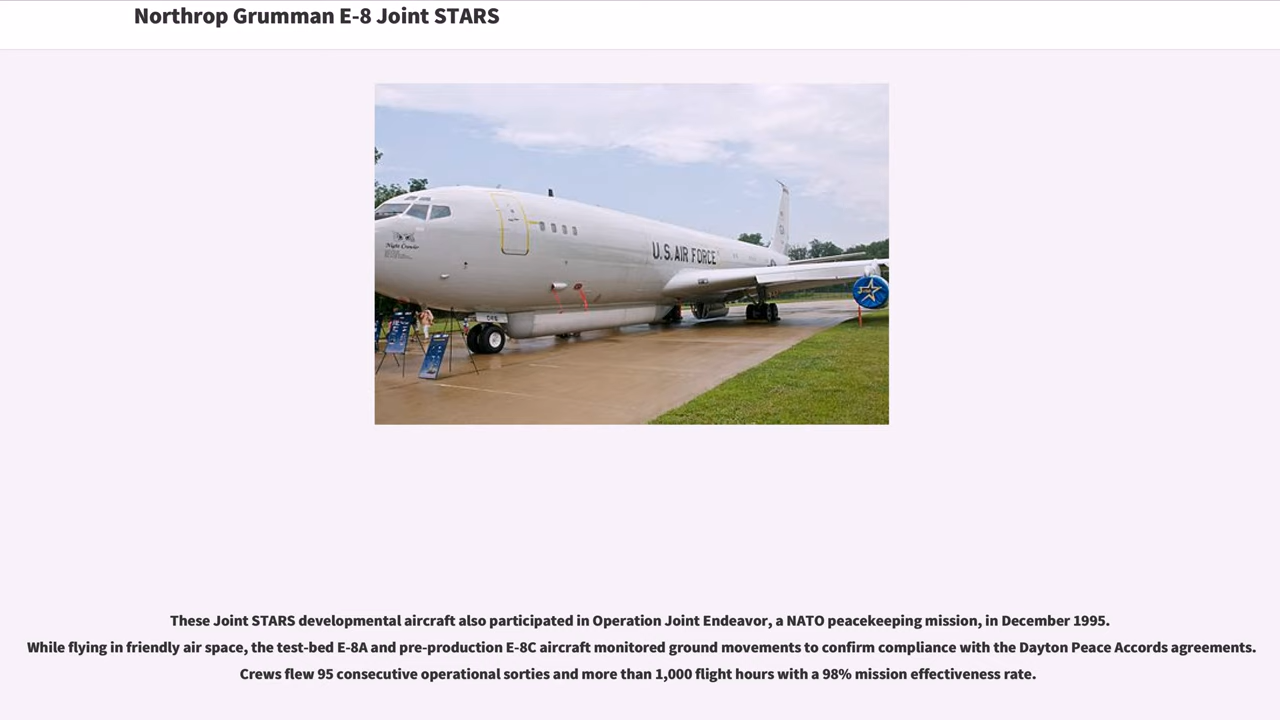 Northrop Grumman E-8 Joint STARS
Night Crawler
U.S. AIR FORCE
These Joint STARS developmental aircraft also participated in Operation Joint Endeavor, a NATO peacekeeping mission, in December 1995.
While flying in friendly air space, the test-bed E-8A and pre-production E-8C aircraft monitored ground movements to confirm compliance with the Dayton Peace Accords agreements.
Crews flew 95 consecutive operational sorties and more than 1,000 flight hours with a 98% mission effectiveness rate.